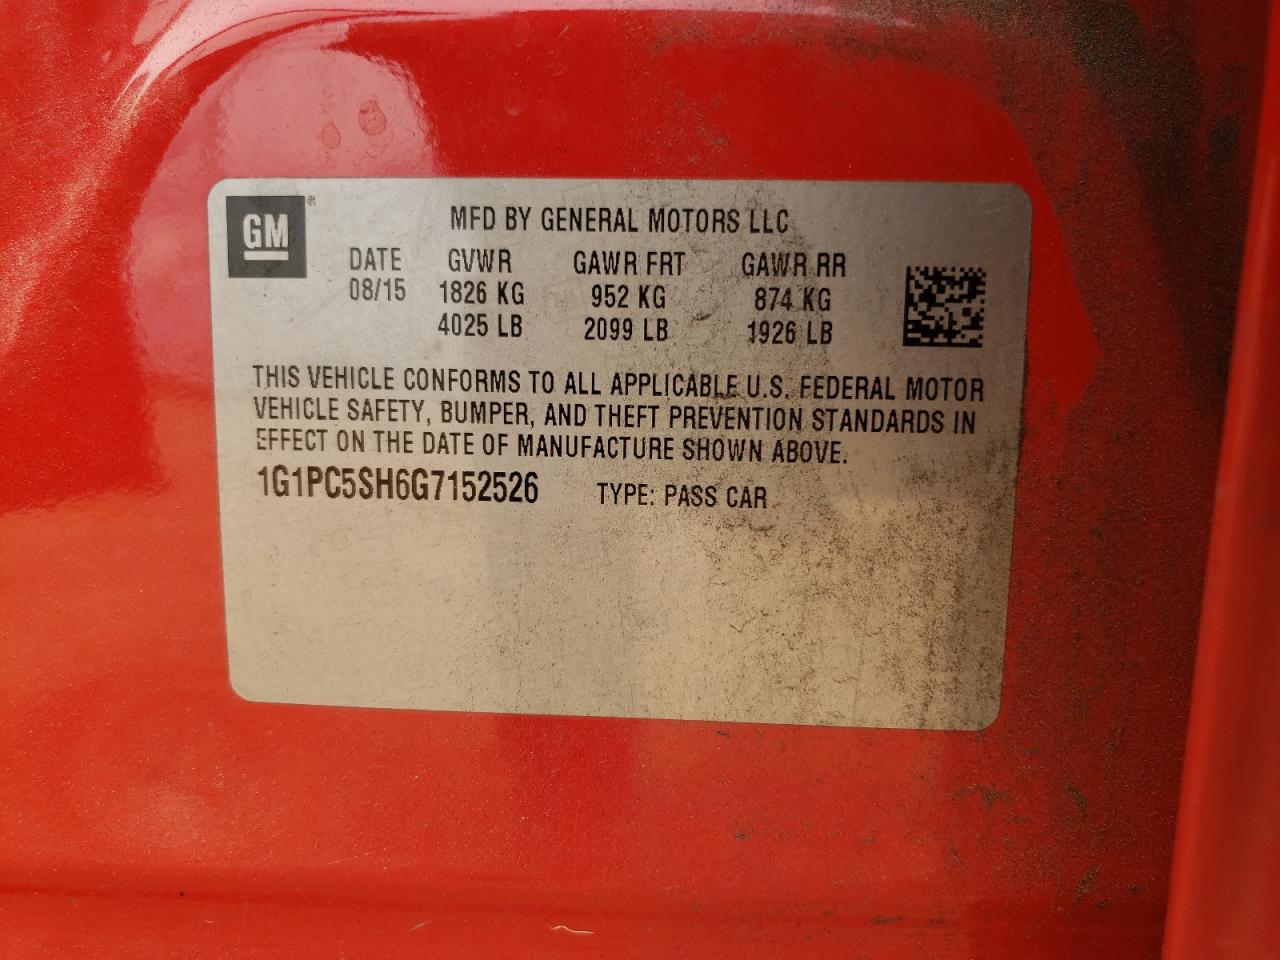 GM®
MFD BY GENERAL MOTORS LLC
DATE GVWR GAWR FRT GAWR RR
08/15 1826 KG 952 KG 874 KG
4025 LB 2099 LB 1926 LB
THIS VEHICLE CONFORMS TO ALL APPLICABLE U.S. FEDERAL MOTOR
VEHICLE SAFETY, BUMPER, AND THEFT PREVENTION STANDARDS IN
EFFECT ON THE DATE OF MANUFACTURE SHOWN ABOVE.
1G1PC5SH6G7152526 TYPE: PASS CAR